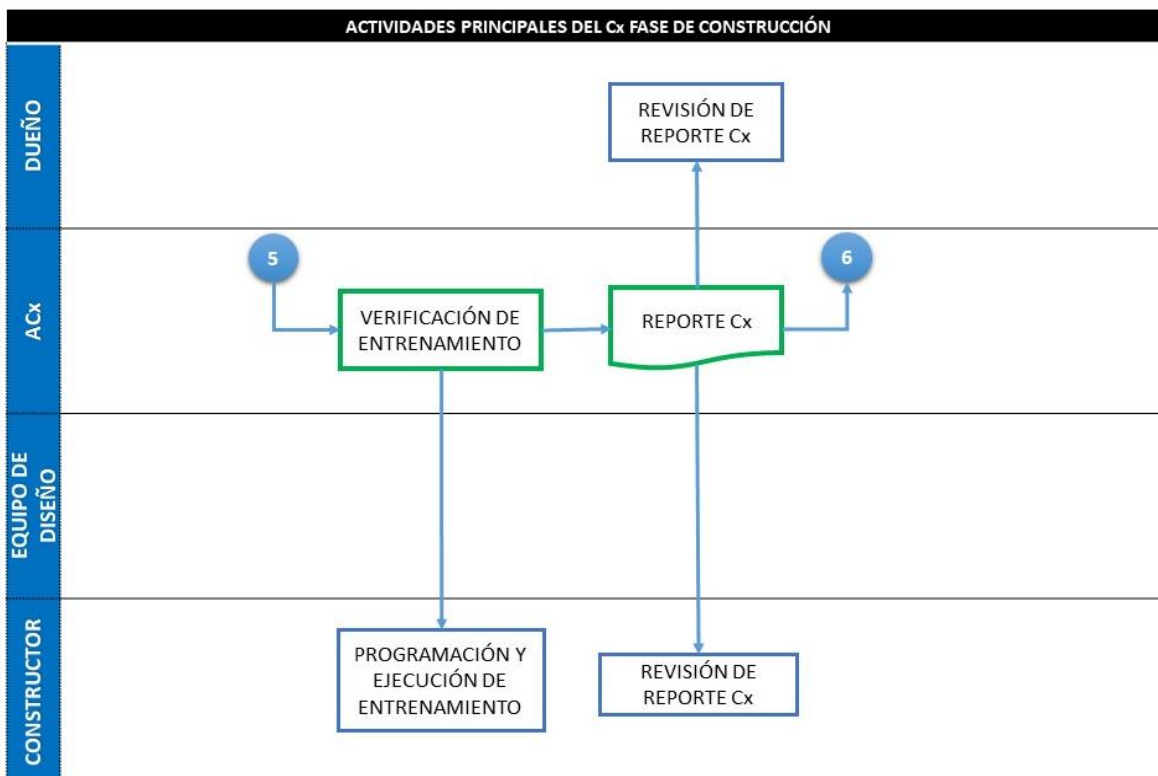 ACTIVIDADES PRINCIPALES DEL Cx FASE DE CONSTRUCCIÓN
DUEÑO
REVISIÓN DE
REPORTE Cx
ACx
5
6
VERIFICACIÓN DE
ENTRENAMIENTO
REPORTE Cx
EQUIPO DE
DISEÑO
CONSTRUCTOR
PROGRAMACIÓN Y
EJECUCIÓN DE
ENTRENAMIENTO
REVISIÓN DE
REPORTE Cx